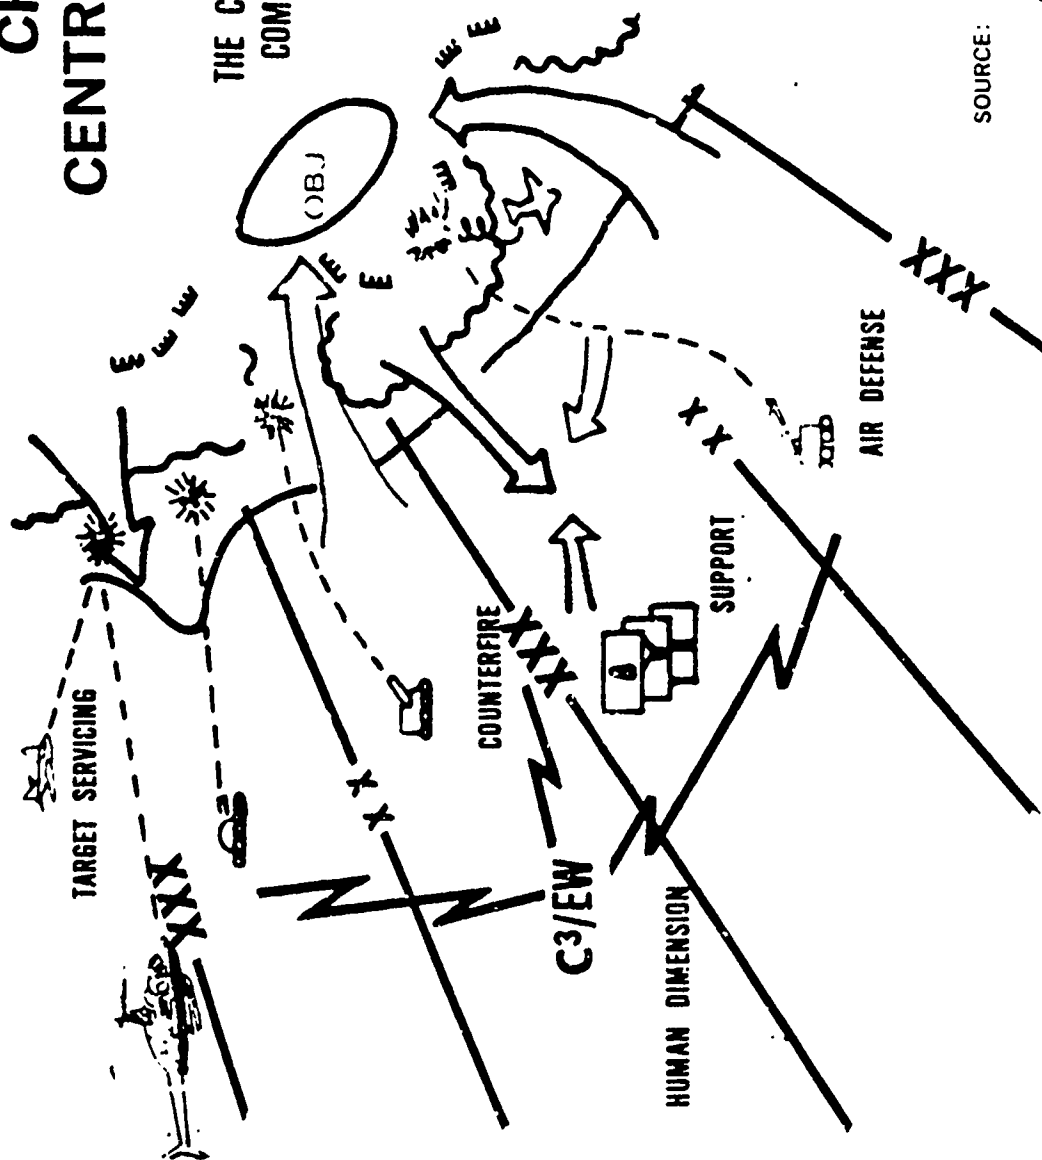 CENTR
TARGET SERVICING
E E E
XXX
THE C
COM
OBJ
XX
E E
E E
E
COUNTERFIRE
XXX
C³/EW
HUMAN DIMENSION
XX
SUPPORT
AIR DEFENSE
XXX
SOURCE: